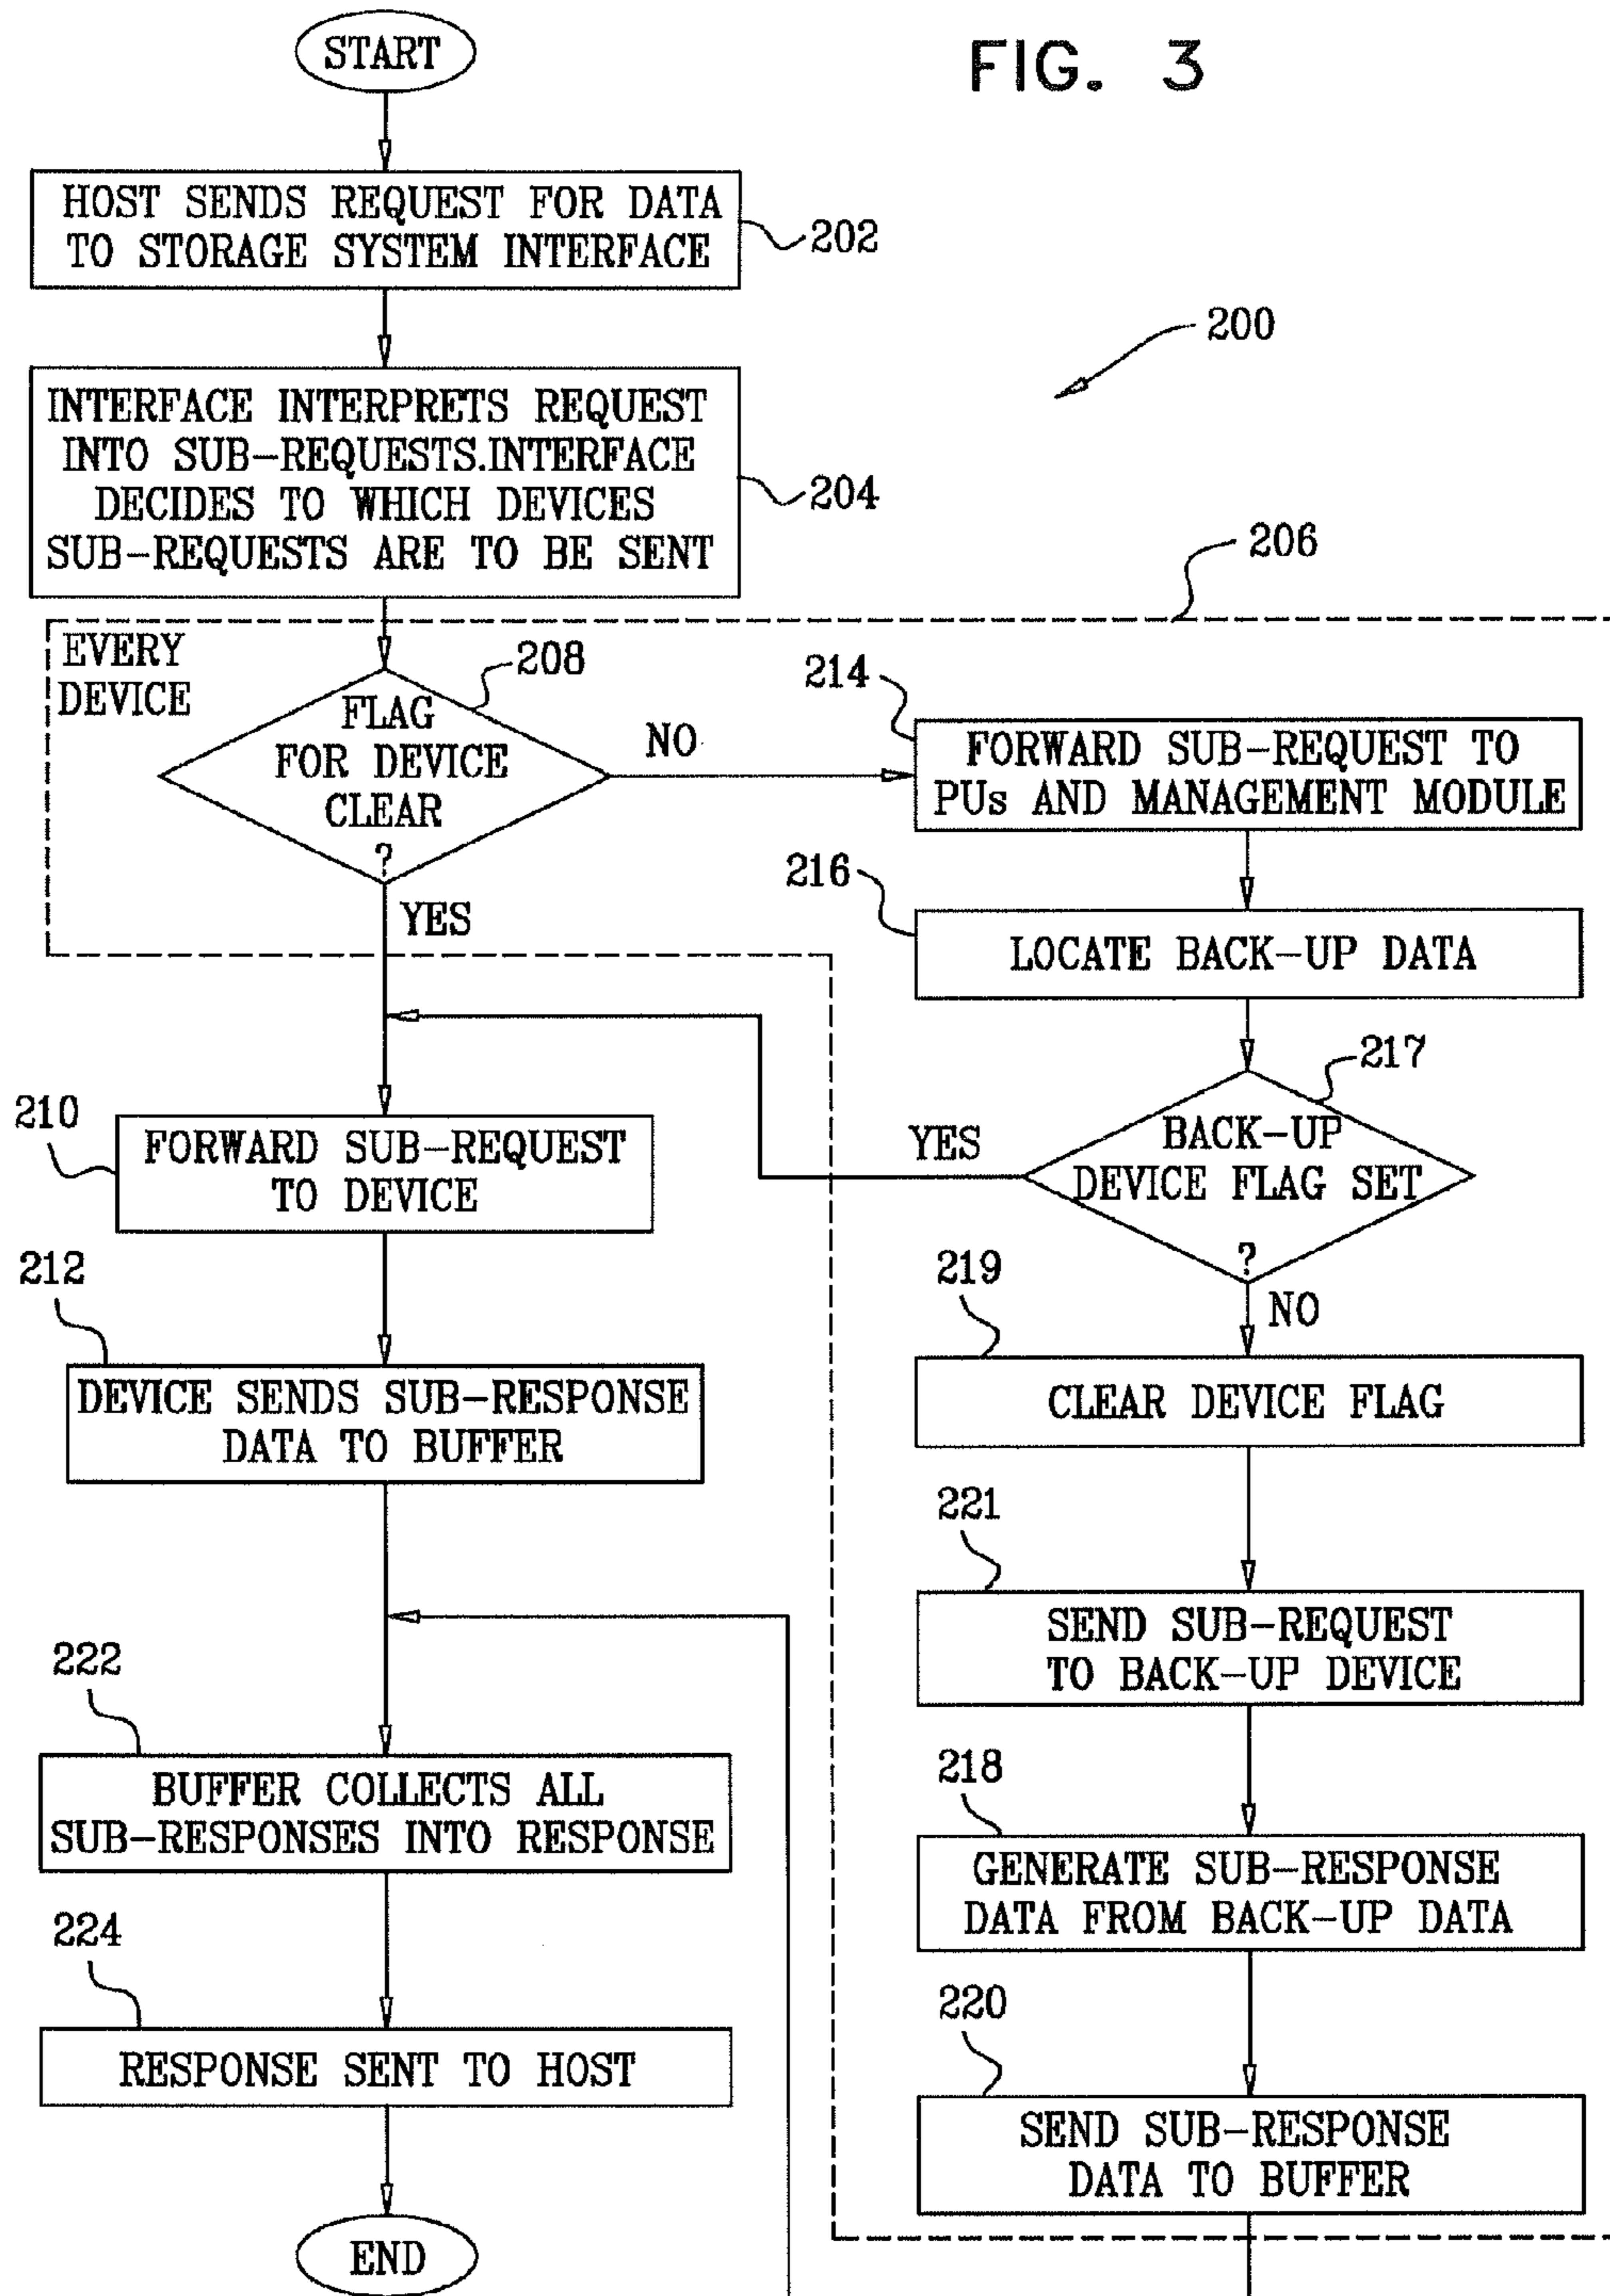 FIG. 3
START
HOST SENDS REQUEST FOR DATA
TO STORAGE SYSTEM INTERFACE
202
200
INTERFACE INTERPRETS REQUEST
INTO SUB-REQUESTS.INTERFACE
DECIDES TO WHICH DEVICES
SUB-REQUESTS ARE TO BE SENT
204
206
EVERY
DEVICE
208
FLAG
FOR DEVICE
CLEAR
?
NO
YES
214
FORWARD SUB-REQUEST TO
PUs AND MANAGEMENT MODULE
216
LOCATE BACK-UP DATA
217
BACK-UP
DEVICE FLAG SET
?
YES
NO
210
FORWARD SUB-REQUEST
TO DEVICE
212
DEVICE SENDS SUB-RESPONSE
DATA TO BUFFER
219
CLEAR DEVICE FLAG
221
SEND SUB-REQUEST
TO BACK-UP DEVICE
218
GENERATE SUB-RESPONSE
DATA FROM BACK-UP DATA
220
SEND SUB-RESPONSE
DATA TO BUFFER
222
BUFFER COLLECTS ALL
SUB-RESPONSES INTO RESPONSE
224
RESPONSE SENT TO HOST
END